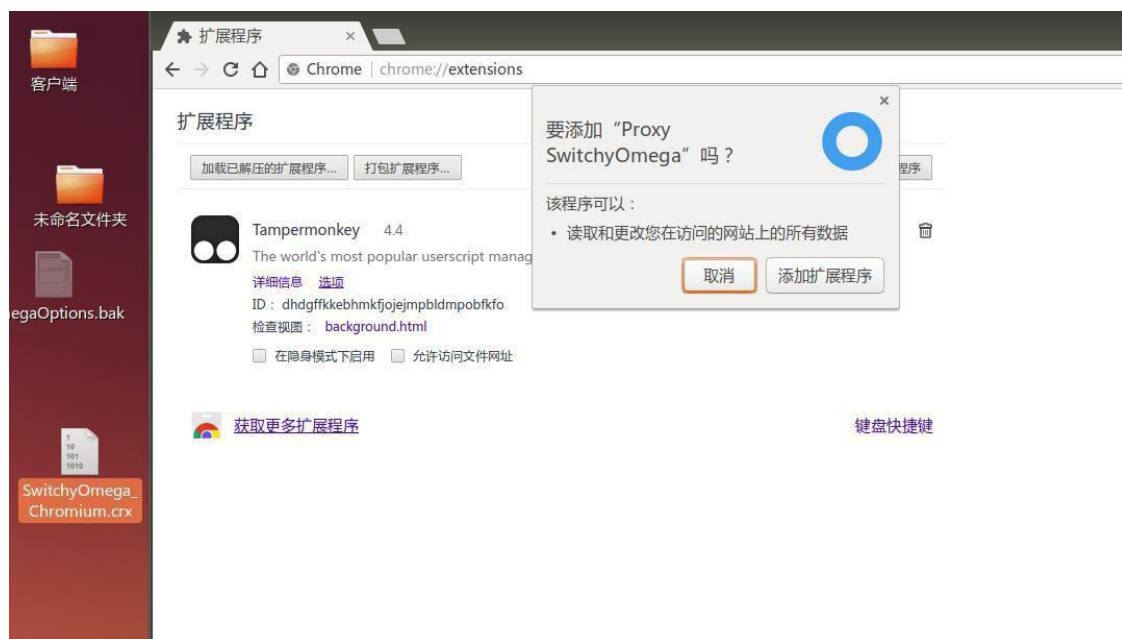 客户端
未命名文件夹
egaOptions.bak
SwitchyOmega_
Chromium.crx
扩展程序
Chrome | chrome://extensions
扩展程序
加载已解压的扩展程序...
打包扩展程序...
程序
要添加“Proxy
SwitchyOmega”吗？
该程序可以：
• 读取和更改您在访问的网站上的所有数据
取消
添加扩展程序
Tampermonkey 4.4
The world's most popular userscript manag
详细信息 选项
ID： dhdgffkkebhmkfjojejmpbldmpobfkfo
检查视图： background.html
在隐身模式下启用 允许访问文件网址
获取更多扩展程序
键盘快捷键
1
10
101
1010